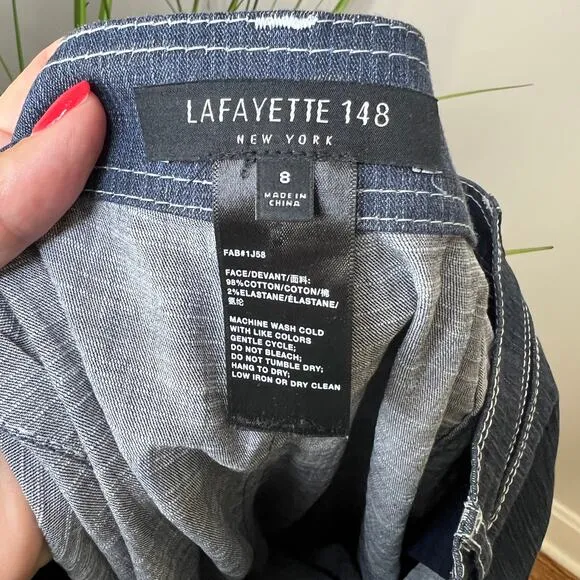 LAFAYETTE 148
NEW YORK
8
MADE IN
CHINA
FAB#1J58
FACE/DEVANT/面料:
98%COTTON/COTON/棉
2%ELASTANE/ÉLASTANE/
氨纶
MACHINE WASH COLD
WITH LIKE COLORS
GENTLE CYCLE;
DO NOT BLEACH;
DO NOT TUMBLE DRY;
HANG TO DRY;
LOW IRON OR DRY CLEAN